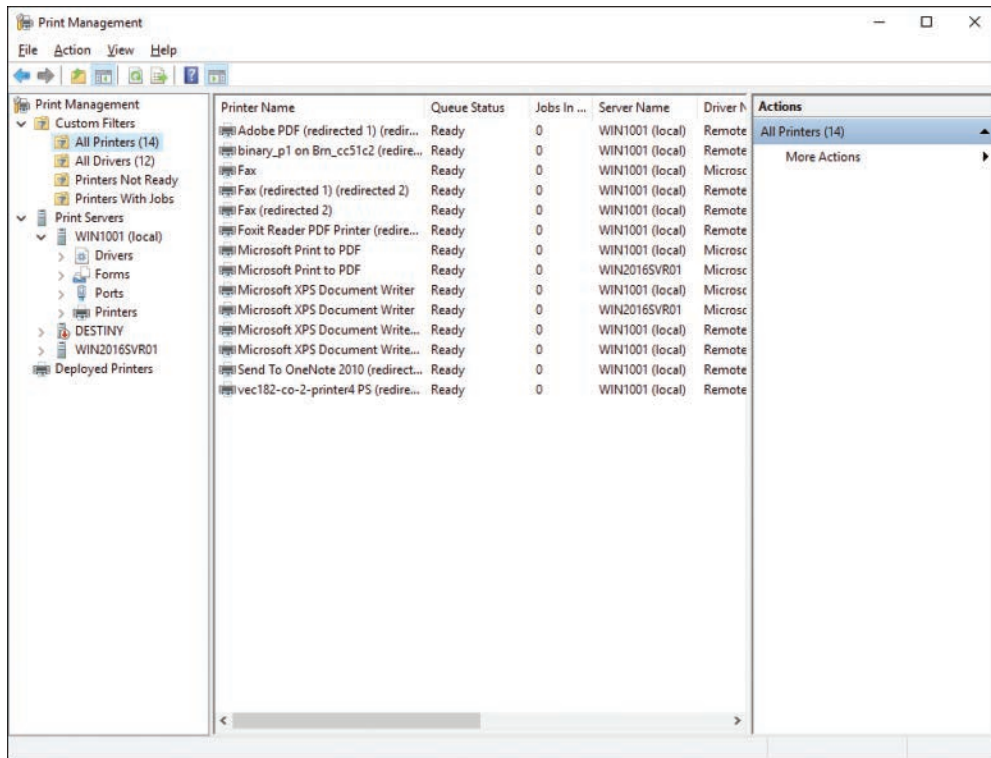 Print Management
File Action View Help
Print Management
Custom Filters
All Printers (14)
All Drivers (12)
Printers Not Ready
Printers With Jobs
Print Servers
WIN1001 (local)
Drivers
Forms
Ports
Printers
DESTINY
WIN2016SVR01
Deployed Printers
Printer Name Queue Status Jobs In ... Server Name Driver N
Adobe PDF (redirected 1) (redir... Ready 0 WIN1001 (local) Remote
binary_p1 on Brn_cc51c2 (redire... Ready 0 WIN1001 (local) Remote
Fax Ready 0 WIN1001 (local) Microsc
Fax (redirected 1) (redirected 2) Ready 0 WIN1001 (local) Remote
Fax (redirected 2) Ready 0 WIN1001 (local) Remote
Foxit Reader PDF Printer (redire... Ready 0 WIN1001 (local) Remote
Microsoft Print to PDF Ready 0 WIN1001 (local) Microsc
Microsoft Print to PDF Ready 0 WIN2016SVR01 Microsc
Microsoft XPS Document Writer Ready 0 WIN1001 (local) Microsc
Microsoft XPS Document Writer Ready 0 WIN2016SVR01 Microsc
Microsoft XPS Document Write... Ready 0 WIN1001 (local) Remote
Microsoft XPS Document Write... Ready 0 WIN1001 (local) Remote
Send To OneNote 2010 (redirect... Ready 0 WIN1001 (local) Remote
vec182-co-2-printer4 PS (redire... Ready 0 WIN1001 (local) Remote
Actions
All Printers (14)
More Actions